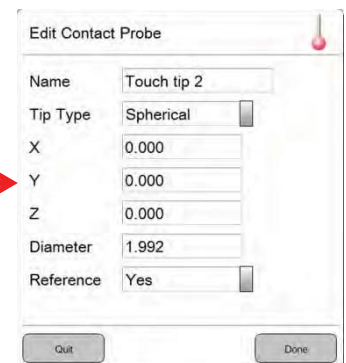 Edit Contact Probe
Name Touch tip 2
Tip Type Spherical
X 0.000
Y 0.000
Z 0.000
Diameter 1.992
Reference Yes
Quit Done